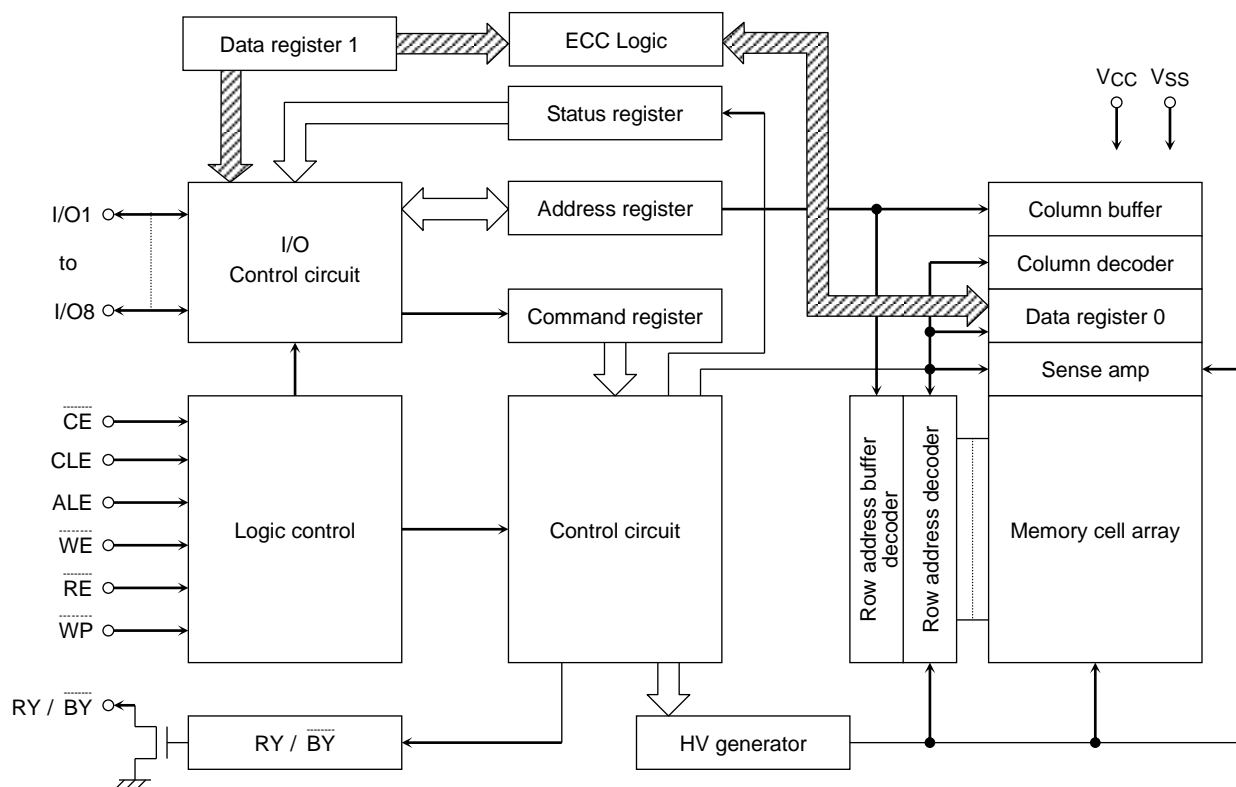 Data register 1
ECC Logic
VCC
VSS
Status register
I/O1
to
I/O8
I/O
Control circuit
Address register
Column buffer
Column decoder
Command register
Data register 0
Sense amp
CE
CLE
ALE
WE
RE
WP
Logic control
Control circuit
Row address buffer
decoder
Row address decoder
Memory cell array
RY / BY
RY / BY
HV generator